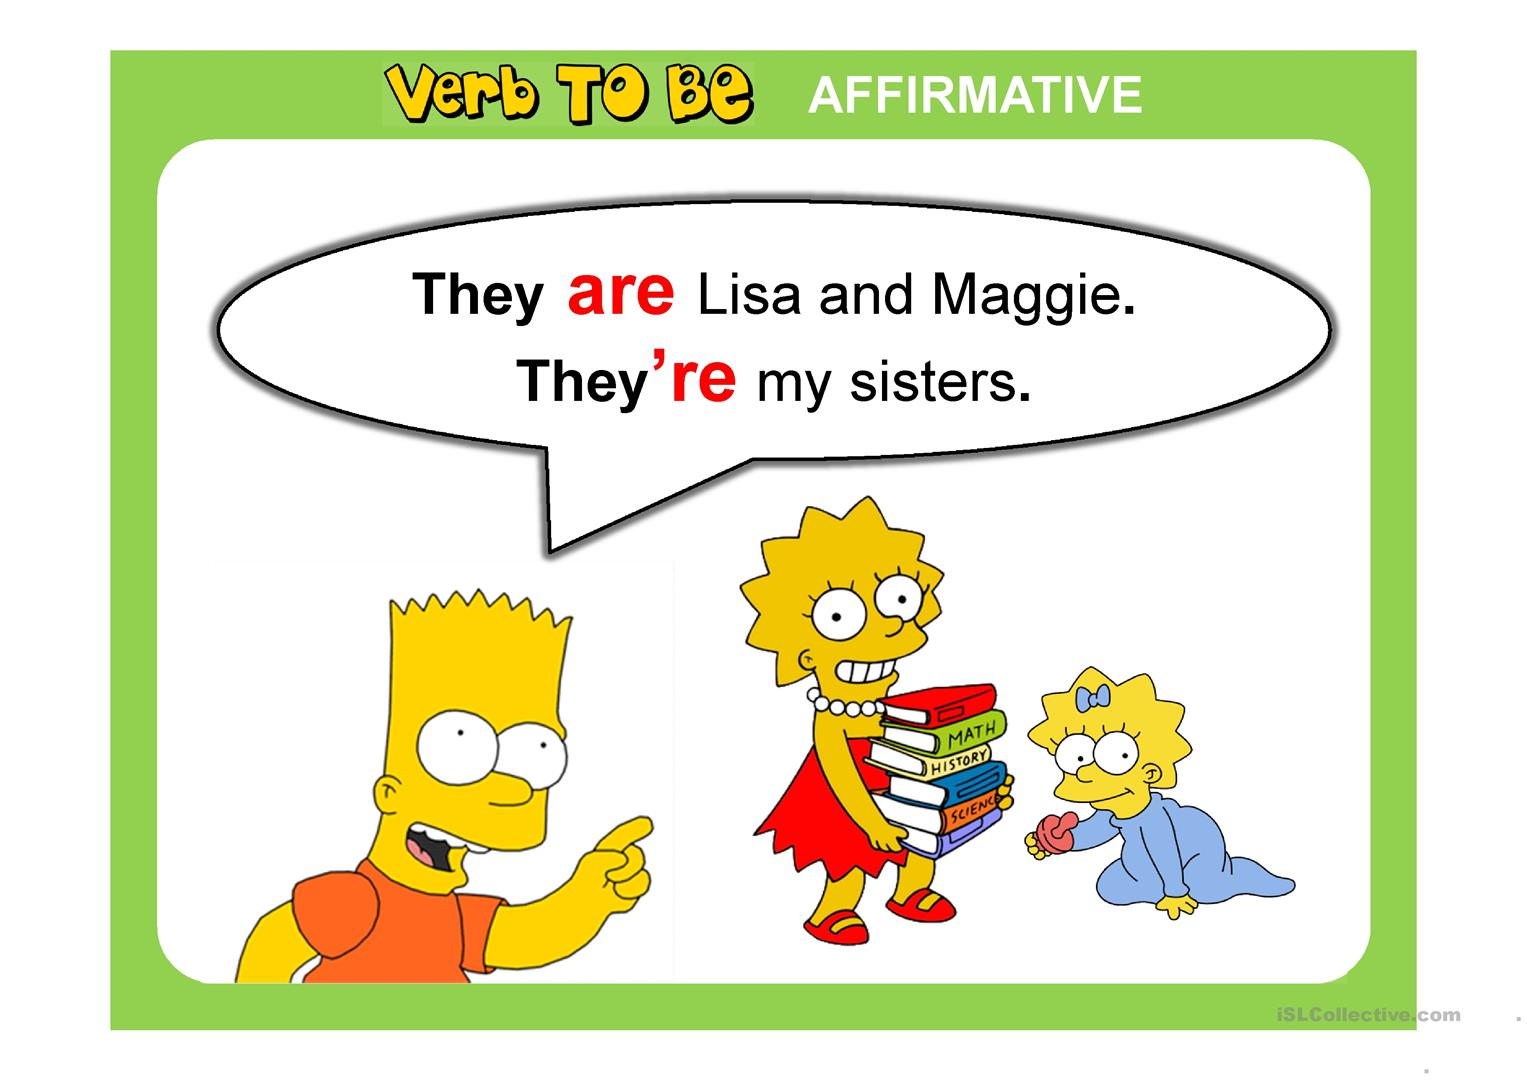 Verb TO BE AFFIRMATIVE
They are Lisa and Maggie.
They're my sisters.
MATH
HISTORY
SCIENCE
iSLCollective.com